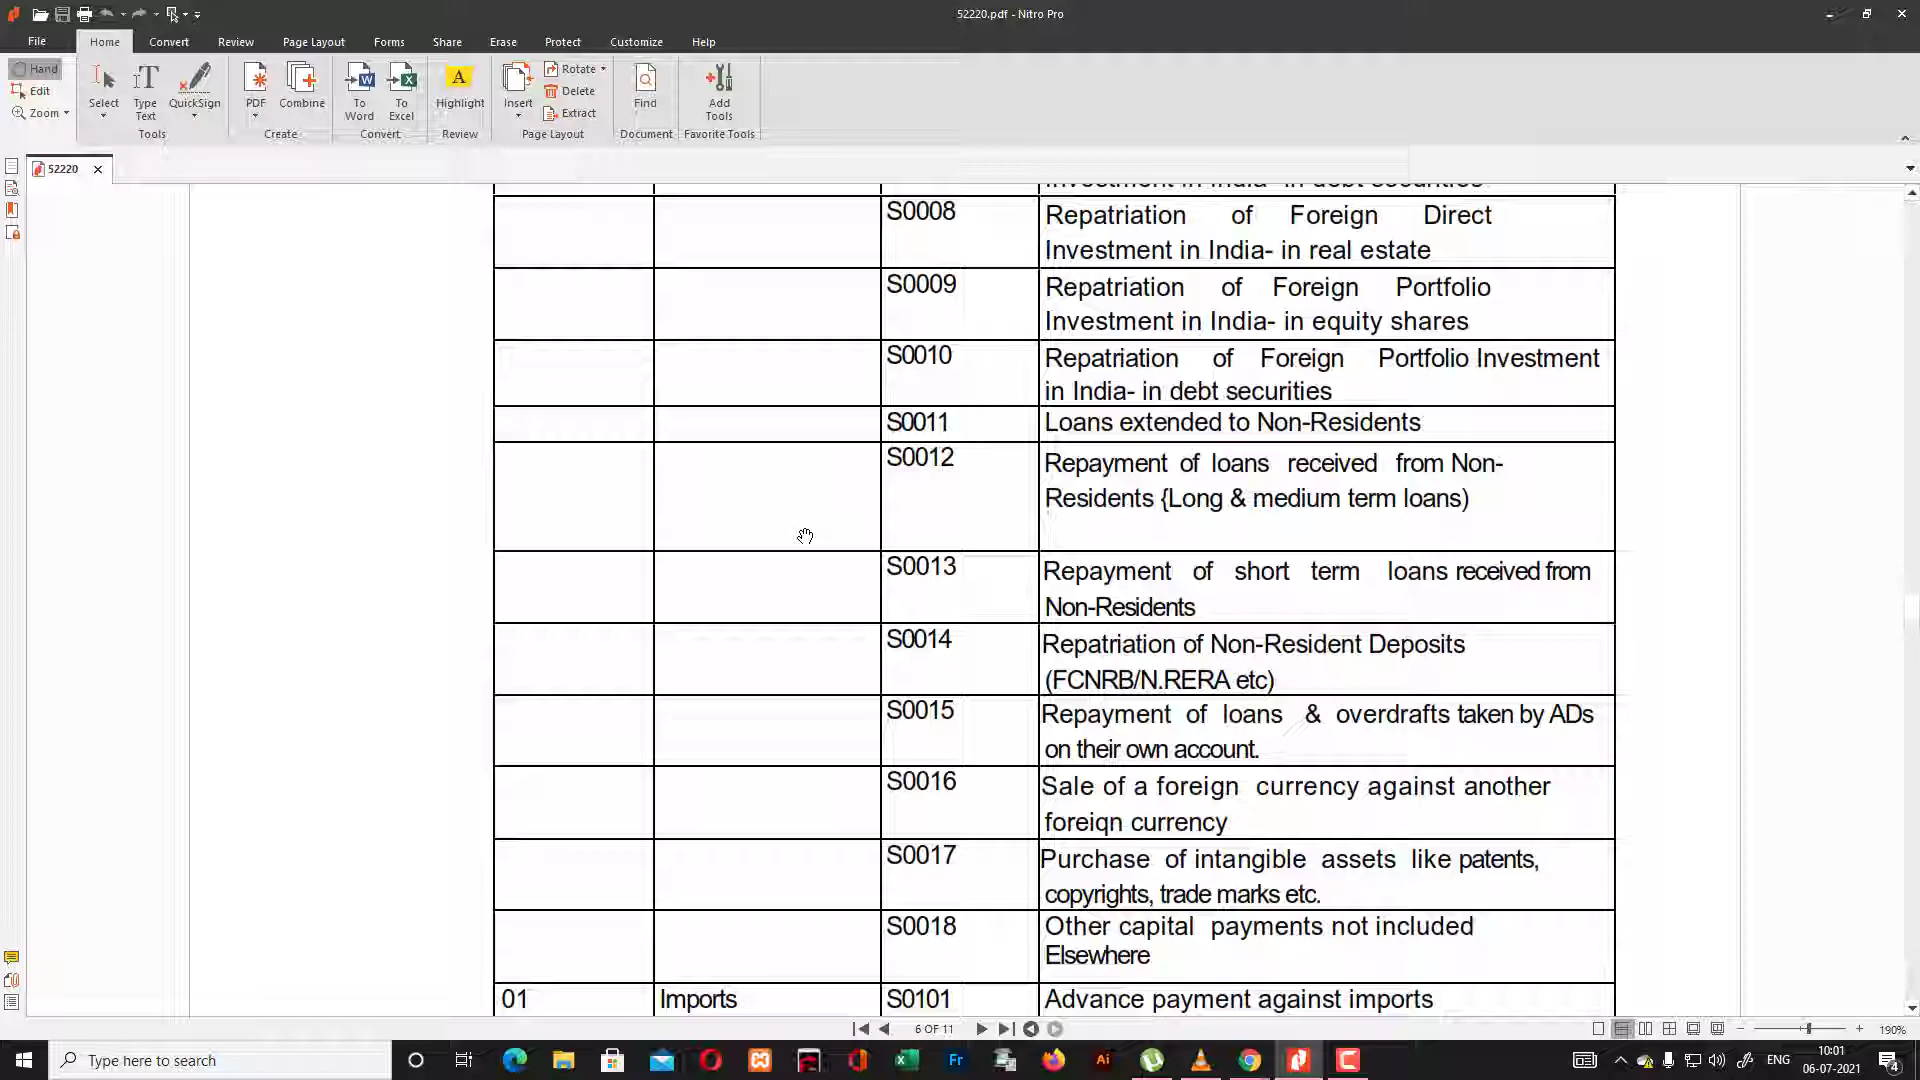 52220.pdf - Nitro Pro
File Home Convert Review Page Layout Forms Share Erase Protect Customize Help
Hand
Edit
Zoom
Select
Type Text
QuickSign
Tools
PDF
Combine
Create
To Word
To Excel
Convert
A
Highlight
Review
Insert
Rotate
Delete
Extract
Page Layout
Find
Document
Add Tools
Favorite Tools
52220
Investment in India- in debt securities
S0008 Repatriation of Foreign Direct
Investment in India- in real estate
S0009 Repatriation of Foreign Portfolio
Investment in India- in equity shares
S0010 Repatriation of Foreign Portfolio Investment
in India- in debt securities
S0011 Loans extended to Non-Residents
S0012 Repayment of loans received from Non-
Residents {Long & medium term loans)
S0013 Repayment of short term loans received from
Non-Residents
S0014 Repatriation of Non-Resident Deposits
(FCNRB/N.RERA etc)
S0015 Repayment of loans & overdrafts taken by ADs
on their own account.
S0016 Sale of a foreign currency against another
foreiqn currency
S0017 Purchase of intangible assets like patents,
copyrights, trade marks etc.
S0018 Other capital payments not included
Elsewhere
01 Imports S0101 Advance payment against imports
6 OF 11
190%
Type here to search
Fr
Ai
ENG
10:01
06-07-2021
4